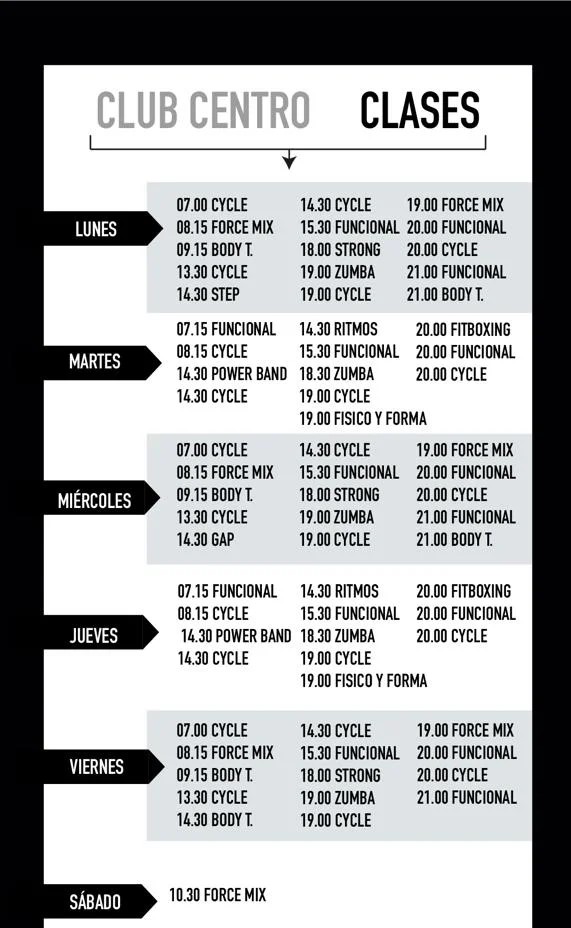 CLUB CENTRO CLASES
LUNES
07.00 CYCLE
08.15 FORCE MIX
09.15 BODY T.
13.30 CYCLE
14.30 STEP
14.30 CYCLE
15.30 FUNCIONAL
18.00 STRONG
19.00 ZUMBA
19.00 CYCLE
19.00 FORCE MIX
20.00 FUNCIONAL
20.00 CYCLE
21.00 FUNCIONAL
21.00 BODY T.
MARTES
07.15 FUNCIONAL
08.15 CYCLE
14.30 POWER BAND
14.30 CYCLE
14.30 RITMOS
15.30 FUNCIONAL
18.30 ZUMBA
19.00 CYCLE
19.00 FISICO Y FORMA
20.00 FITBOXING
20.00 FUNCIONAL
20.00 CYCLE
MIÉRCOLES
07.00 CYCLE
08.15 FORCE MIX
09.15 BODY T.
13.30 CYCLE
14.30 GAP
14.30 CYCLE
15.30 FUNCIONAL
18.00 STRONG
19.00 ZUMBA
19.00 CYCLE
19.00 FORCE MIX
20.00 FUNCIONAL
20.00 CYCLE
21.00 FUNCIONAL
21.00 BODY T.
JUEVES
07.15 FUNCIONAL
08.15 CYCLE
14.30 POWER BAND
14.30 CYCLE
14.30 RITMOS
15.30 FUNCIONAL
18.30 ZUMBA
19.00 CYCLE
19.00 FISICO Y FORMA
20.00 FITBOXING
20.00 FUNCIONAL
20.00 CYCLE
VIERNES
07.00 CYCLE
08.15 FORCE MIX
09.15 BODY T.
13.30 CYCLE
14.30 BODY T.
14.30 CYCLE
15.30 FUNCIONAL
18.00 STRONG
19.00 ZUMBA
19.00 CYCLE
19.00 FORCE MIX
20.00 FUNCIONAL
20.00 CYCLE
21.00 FUNCIONAL
SÁBADO
10.30 FORCE MIX